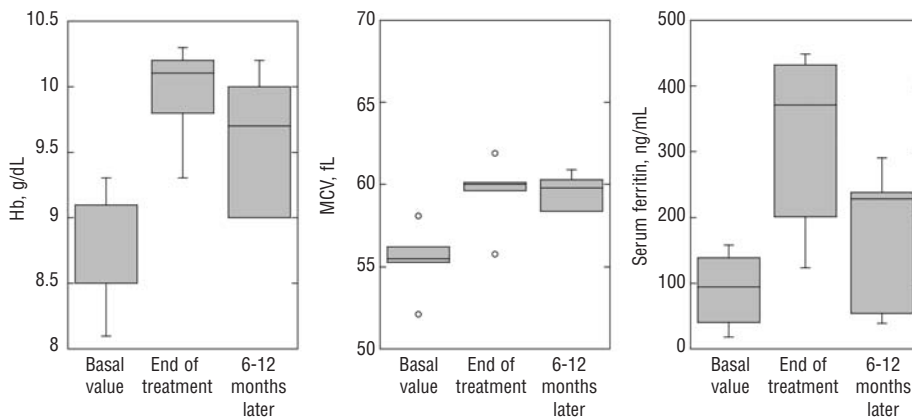 Hb, g/dL
10.5
10
9.5
9
8.5
8
Basal
value
End of
treatment
6-12
months
later
MCV, fL
70
65
60
55
50
Basal
value
End of
treatment
6-12
months
later
Serum ferritin, ng/mL
500
400
300
200
100
0
Basal
value
End of
treatment
6-12
months
later